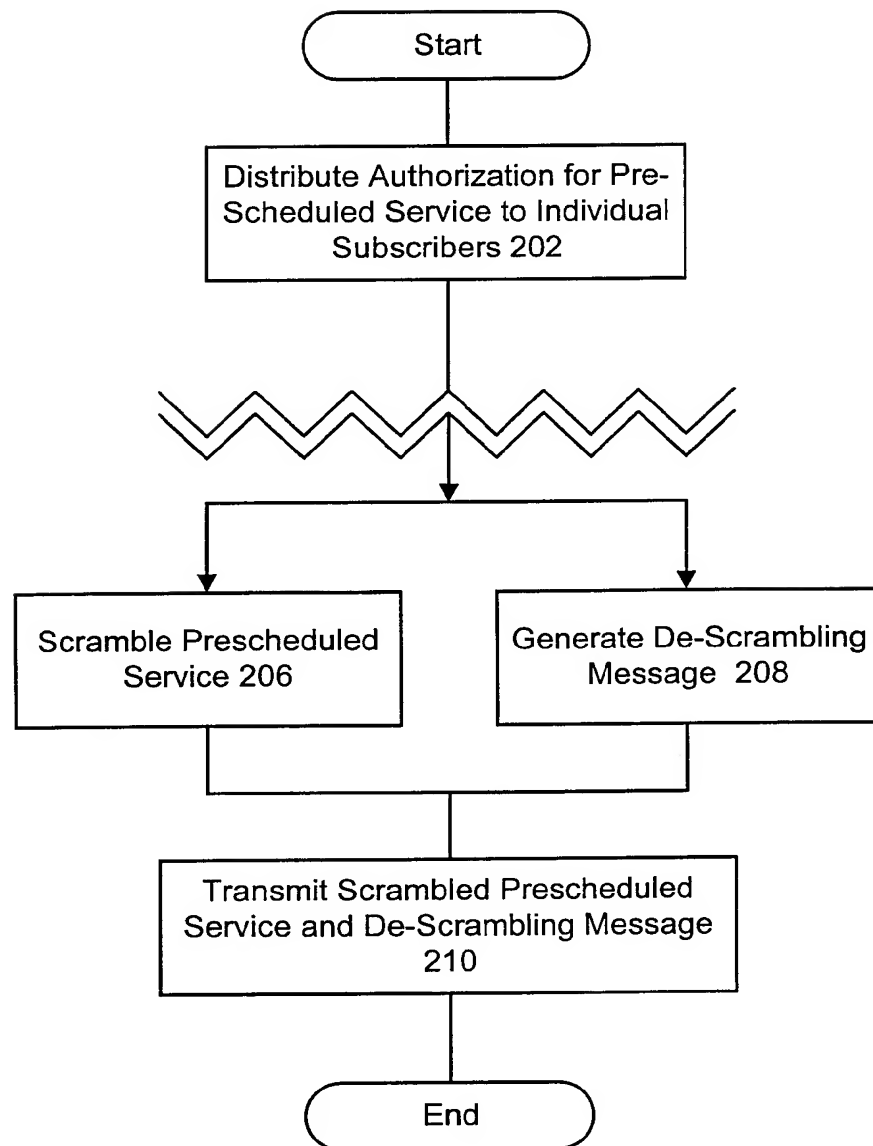 Start
Distribute Authorization for Pre-
Scheduled Service to Individual
Subscribers 202
Scramble Prescheduled
Service 206
Generate De-Scrambling
Message 208
Transmit Scrambled Prescheduled
Service and De-Scrambling Message
210
End